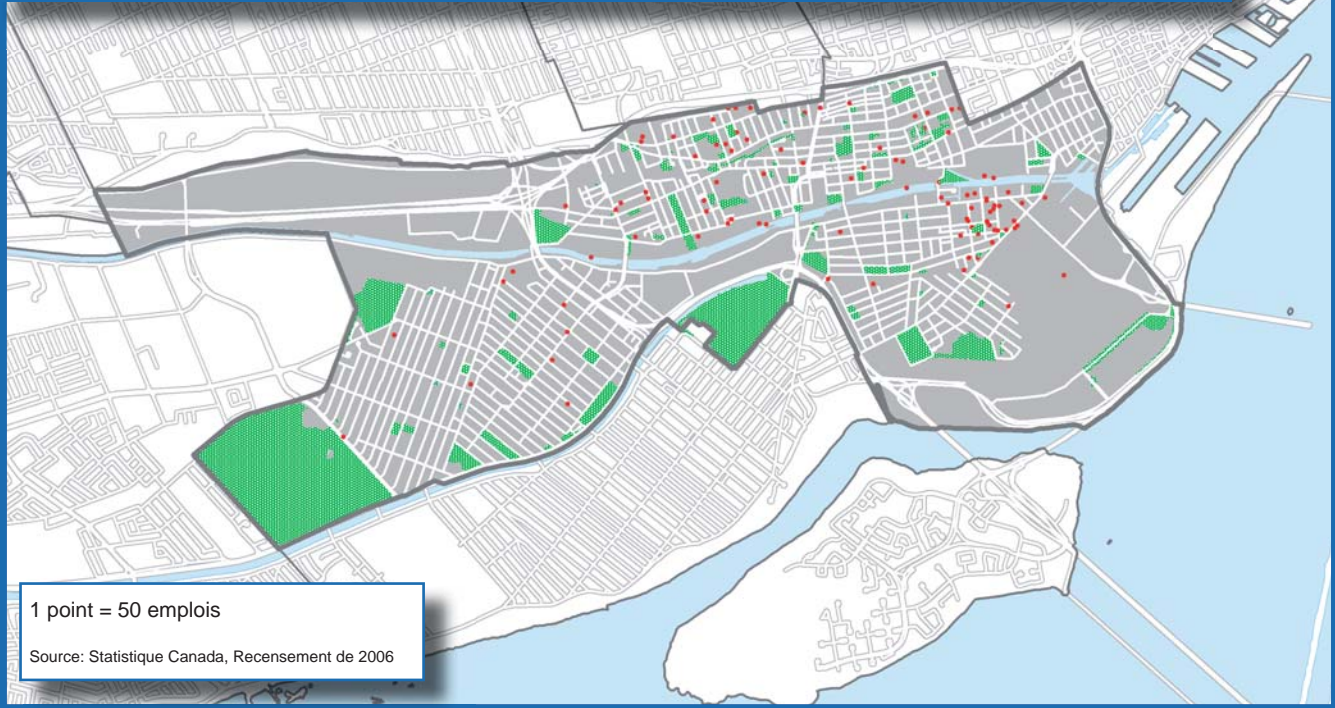 1 point = 50 emplois
Source: Statistique Canada, Recensement de 2006